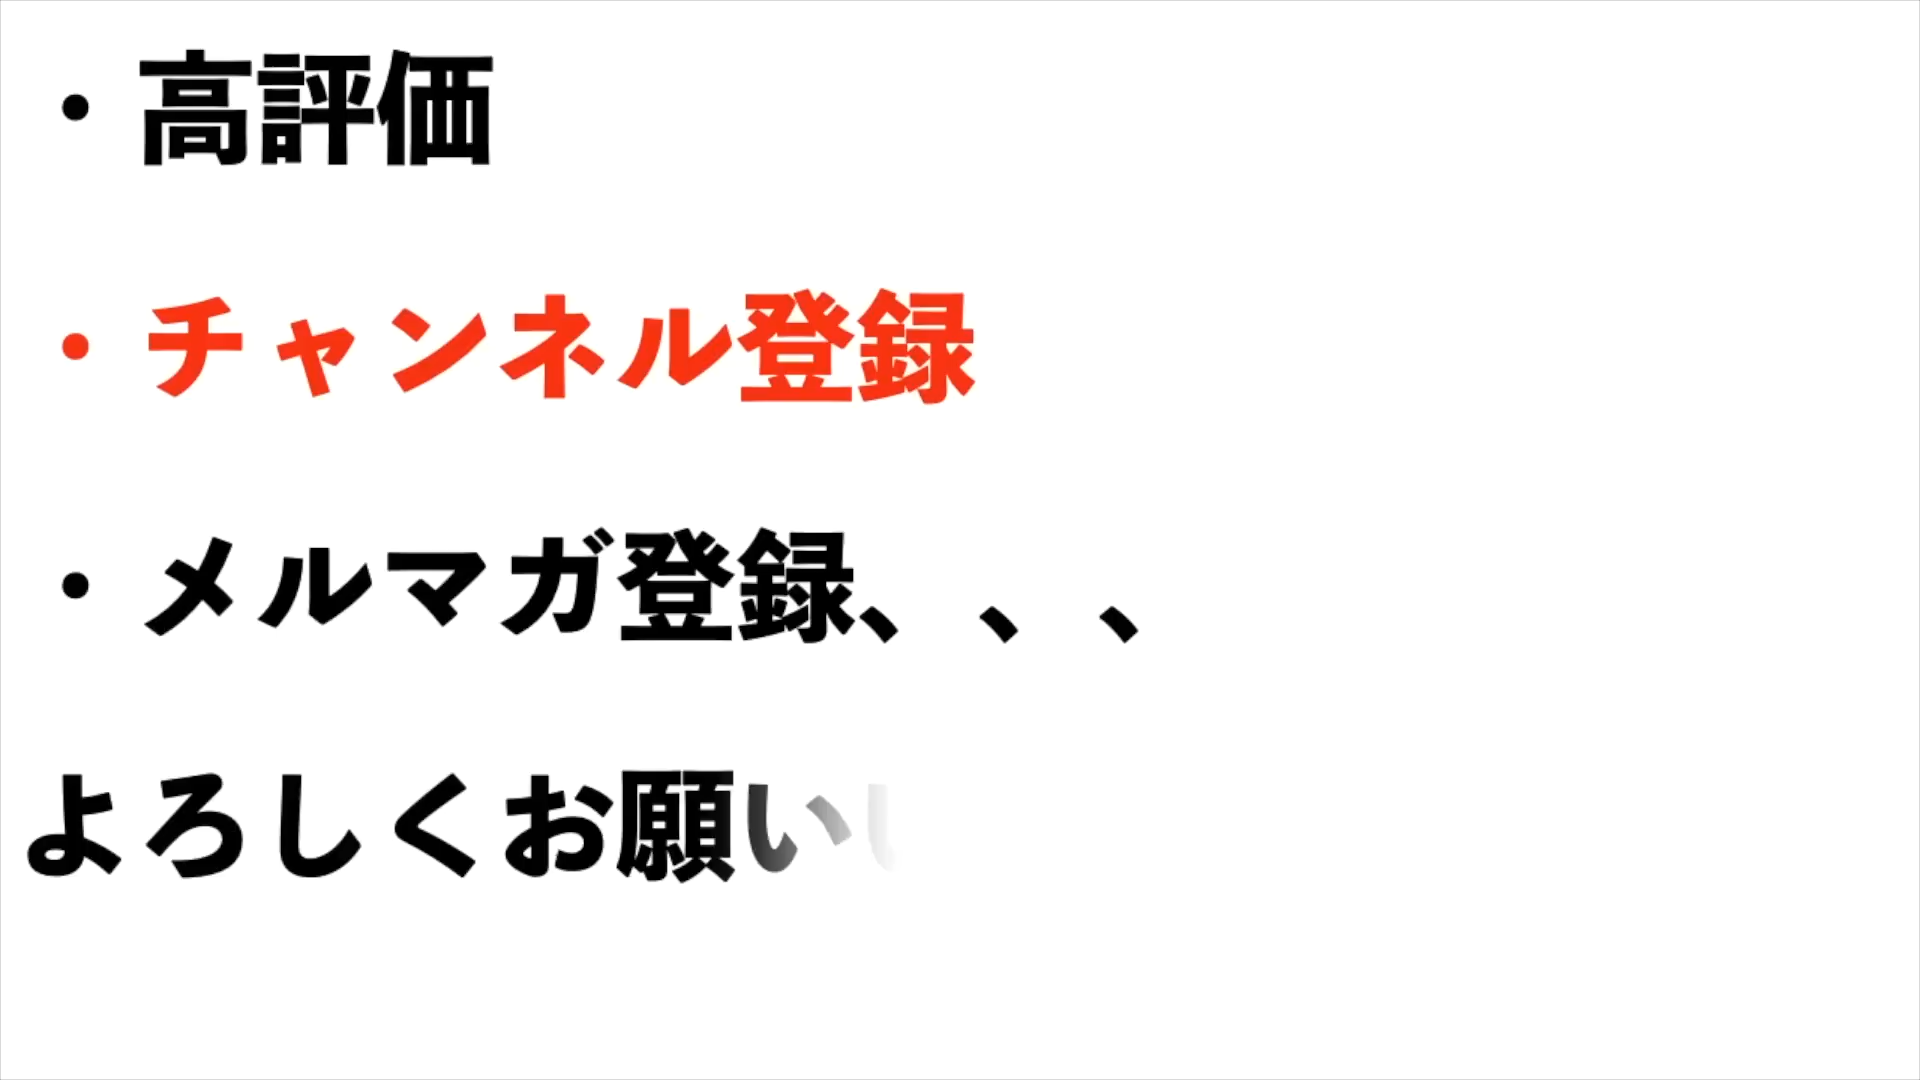 ・高評価
・チャンネル登録
・メルマガ登録、、、
よろしくお願いし